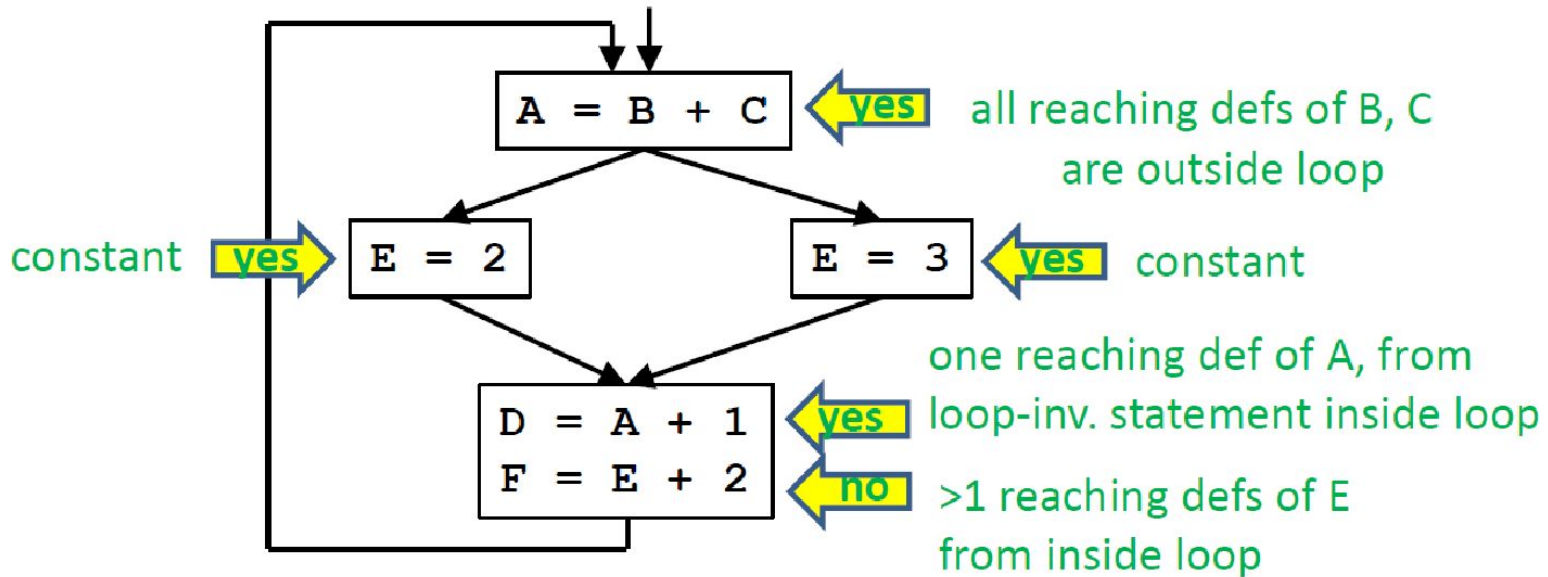 A = B + C
yes
all reaching defs of B, C
are outside loop
constant
yes
E = 2
E = 3
yes
constant
one reaching def of A, from
D = A + 1
yes
loop-inv. statement inside loop
F = E + 2
no
>1 reaching defs of E
from inside loop